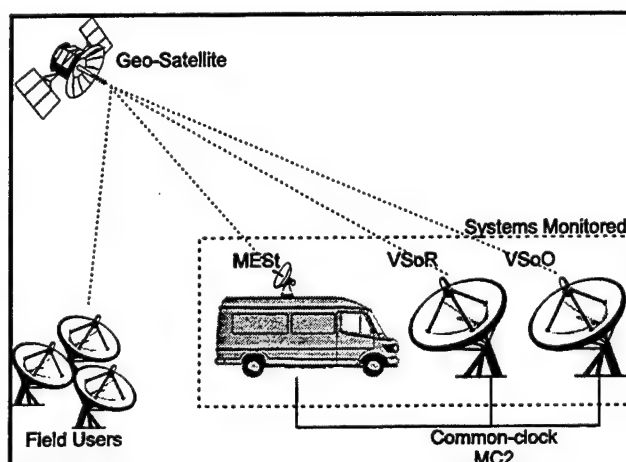 Geo-Satellite
Systems Monitored
MESt VSoR VSoO
Field Users
Common-clock
MC2